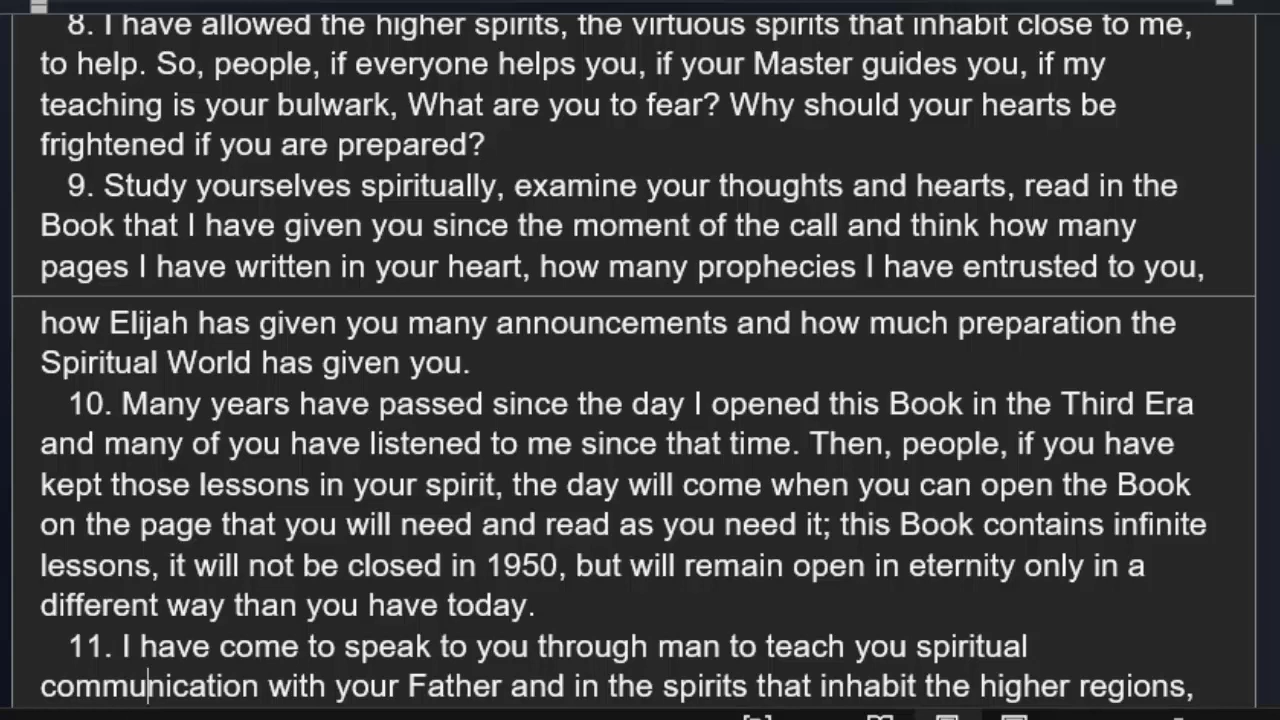 8. I have allowed the higher spirits, the virtuous spirits that inhabit close to me,
to help. So, people, if everyone helps you, if your Master guides you, if my
teaching is your bulwark, What are you to fear? Why should your hearts be
frightened if you are prepared?
9. Study yourselves spiritually, examine your thoughts and hearts, read in the
Book that I have given you since the moment of the call and think how many
pages I have written in your heart, how many prophecies I have entrusted to you,
how Elijah has given you many announcements and how much preparation the
Spiritual World has given you.
10. Many years have passed since the day I opened this Book in the Third Era
and many of you have listened to me since that time. Then, people, if you have
kept those lessons in your spirit, the day will come when you can open the Book
on the page that you will need and read as you need it; this Book contains infinite
lessons, it will not be closed in 1950, but will remain open in eternity only in a
different way than you have today.
11. I have come to speak to you through man to teach you spiritual
communication with your Father and in the spirits that inhabit the higher regions,